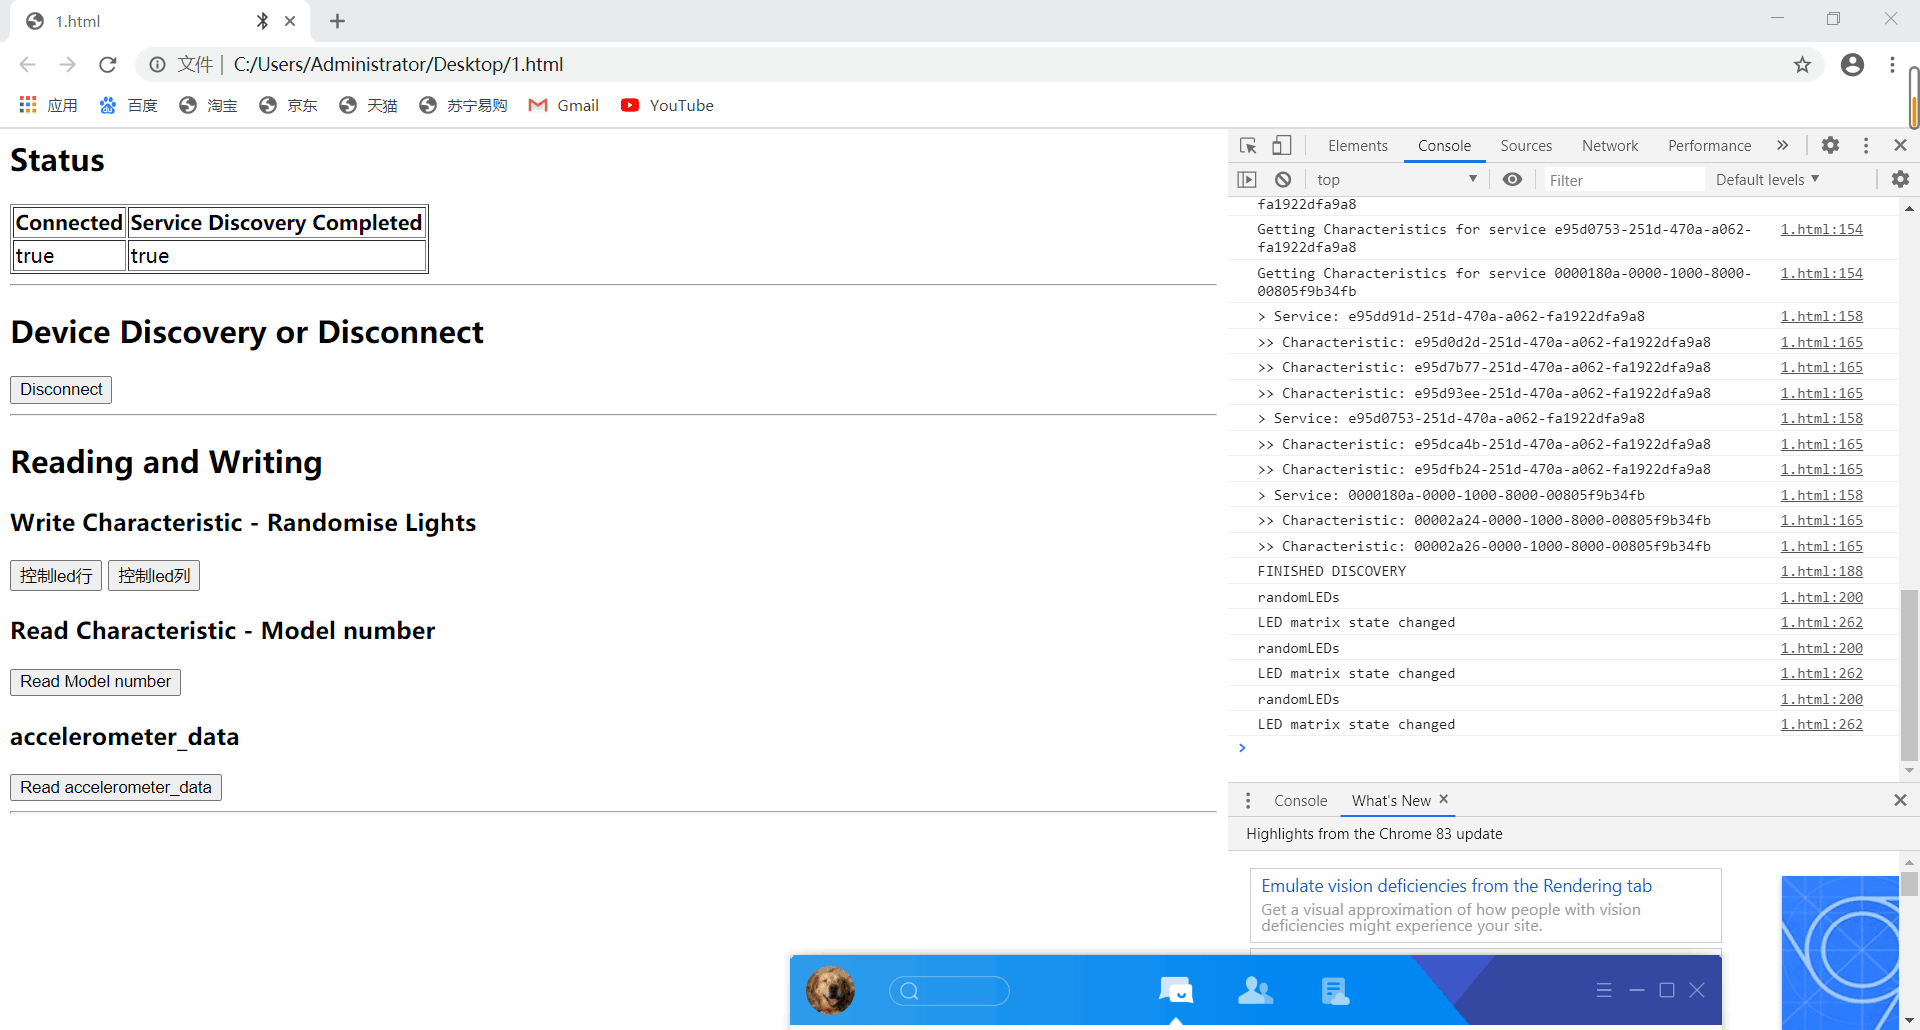 1.html
文件 | C:/Users/Administrator/Desktop/1.html
应用 百度 淘宝 京东 天猫 苏宁易购 Gmail YouTube
Status
Connected Service Discovery Completed
true true
Device Discovery or Disconnect
Disconnect
Reading and Writing
Write Characteristic - Randomise Lights
控制led行 控制led列
Read Characteristic - Model number
Read Model number
accelerometer_data
Read accelerometer_data
Elements Console Sources Network Performance »
top Filter Default levels
fa1922dfa9a8
Getting Characteristics for service e95d0753-251d-470a-a062- 1.html:154
fa1922dfa9a8
Getting Characteristics for service 0000180a-0000-1000-8000- 1.html:154
00805f9b34fb
> Service: e95dd91d-251d-470a-a062-fa1922dfa9a8 1.html:158
>> Characteristic: e95d0d2d-251d-470a-a062-fa1922dfa9a8 1.html:165
>> Characteristic: e95d7b77-251d-470a-a062-fa1922dfa9a8 1.html:165
>> Characteristic: e95d93ee-251d-470a-a062-fa1922dfa9a8 1.html:165
> Service: e95d0753-251d-470a-a062-fa1922dfa9a8 1.html:158
>> Characteristic: e95dca4b-251d-470a-a062-fa1922dfa9a8 1.html:165
>> Characteristic: e95dfb24-251d-470a-a062-fa1922dfa9a8 1.html:165
> Service: 0000180a-0000-1000-8000-00805f9b34fb 1.html:158
>> Characteristic: 00002a24-0000-1000-8000-00805f9b34fb 1.html:165
>> Characteristic: 00002a26-0000-1000-8000-00805f9b34fb 1.html:165
FINISHED DISCOVERY 1.html:188
randomLEDs 1.html:200
LED matrix state changed 1.html:262
randomLEDs 1.html:200
LED matrix state changed 1.html:262
randomLEDs 1.html:200
LED matrix state changed 1.html:262
>
Console What's New
Highlights from the Chrome 83 update
Emulate vision deficiencies from the Rendering tab
Get a visual approximation of how people with vision
deficiencies might experience your site.